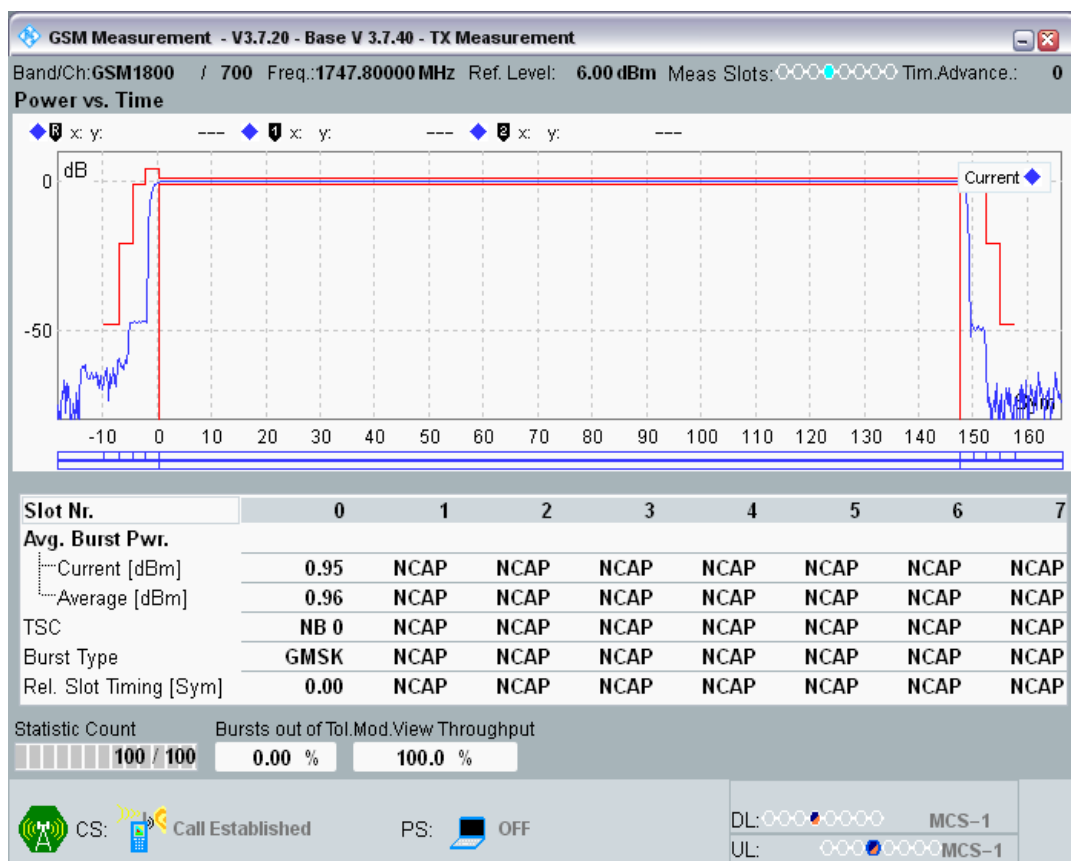 GSM Measurement - V3.7.20 - Base V 3.7.40 - TX Measurement
Band/Ch:GSM1800 / 700 Freq.:1747.80000 MHz Ref. Level: 6.00 dBm Meas Slots: Tim.Advance.: 0
Power vs. Time
R x: y: --- 1 x: y: --- 2 x: y: ---
dB
Current
0
-50
-10 0 10 20 30 40 50 60 70 80 90 100 110 120 130 140 150 160
Slot Nr. 0 1 2 3 4 5 6 7
Avg. Burst Pwr.
Current [dBm] 0.95 NCAP NCAP NCAP NCAP NCAP NCAP NCAP
Average [dBm] 0.96 NCAP NCAP NCAP NCAP NCAP NCAP NCAP
TSC NB 0 NCAP NCAP NCAP NCAP NCAP NCAP NCAP
Burst Type GMSK NCAP NCAP NCAP NCAP NCAP NCAP NCAP
Rel. Slot Timing [Sym] 0.00 NCAP NCAP NCAP NCAP NCAP NCAP NCAP
Statistic Count Bursts out of Tol.Mod.View Throughput
100 / 100 0.00 % 100.0 %
CS: Call Established PS: OFF
DL: MCS-1
UL: MCS-1